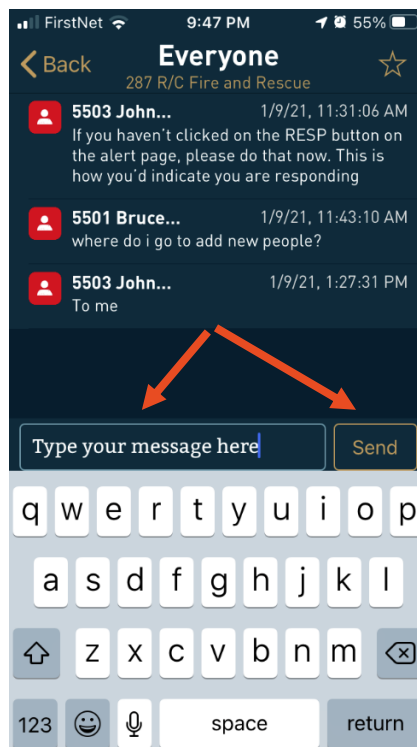 FirstNet 9:47 PM 55%
Back Everyone
287 R/C Fire and Rescue
5503 John... 1/9/21, 11:31:06 AM
If you haven't clicked on the RESP button on
the alert page, please do that now. This is
how you'd indicate you are responding
5501 Bruce... 1/9/21, 11:43:10 AM
where do i go to add new people?
5503 John... 1/9/21, 1:27:31 PM
To me
Type your message here Send
q w e r t y u i o p
a s d f g h j k l
z x c v b n m
123 space return